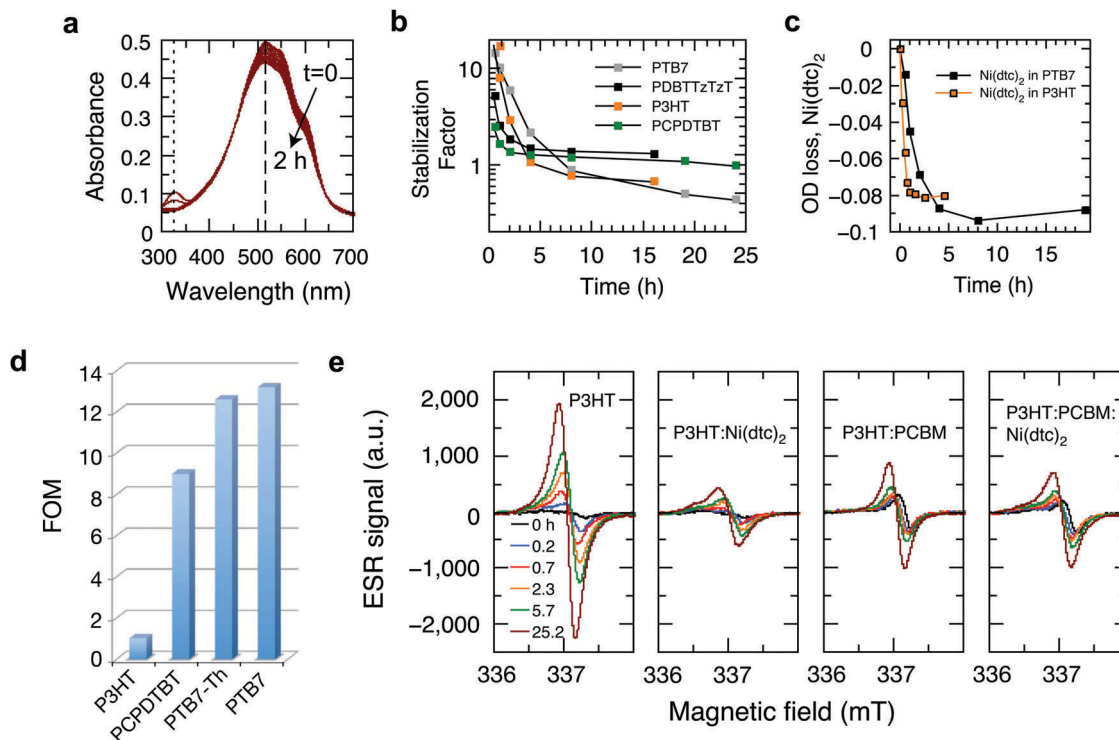 a
Absorbance
0.5
0.4
0.3
0.2
0.1
0
t=0
2 h
300 400 500 600 700
Wavelength (nm)
b
Stabilization
Factor
10
1
PTB7
PDBTTzTzT
P3HT
PCPDTBT
0 5 10 15 20 25
Time (h)
c
OD loss, Ni(dtc)2
0
−0.02
−0.04
−0.06
−0.08
−0.1
Ni(dtc)2 in PTB7
Ni(dtc)2 in P3HT
0 5 10 15
Time (h)
d
FOM
14
12
10
8
6
4
2
0
P3HT
PCPDTBT
PTB7-Th
PTB7
e
ESR signal (a.u.)
2,000
1,000
0
−1,000
−2,000
P3HT
0 h
0.2
0.7
2.3
5.7
25.2
P3HT:Ni(dtc)2
P3HT:PCBM
P3HT:PCBM:
Ni(dtc)2
336 337 336 337 336 337 336 337
Magnetic field (mT)